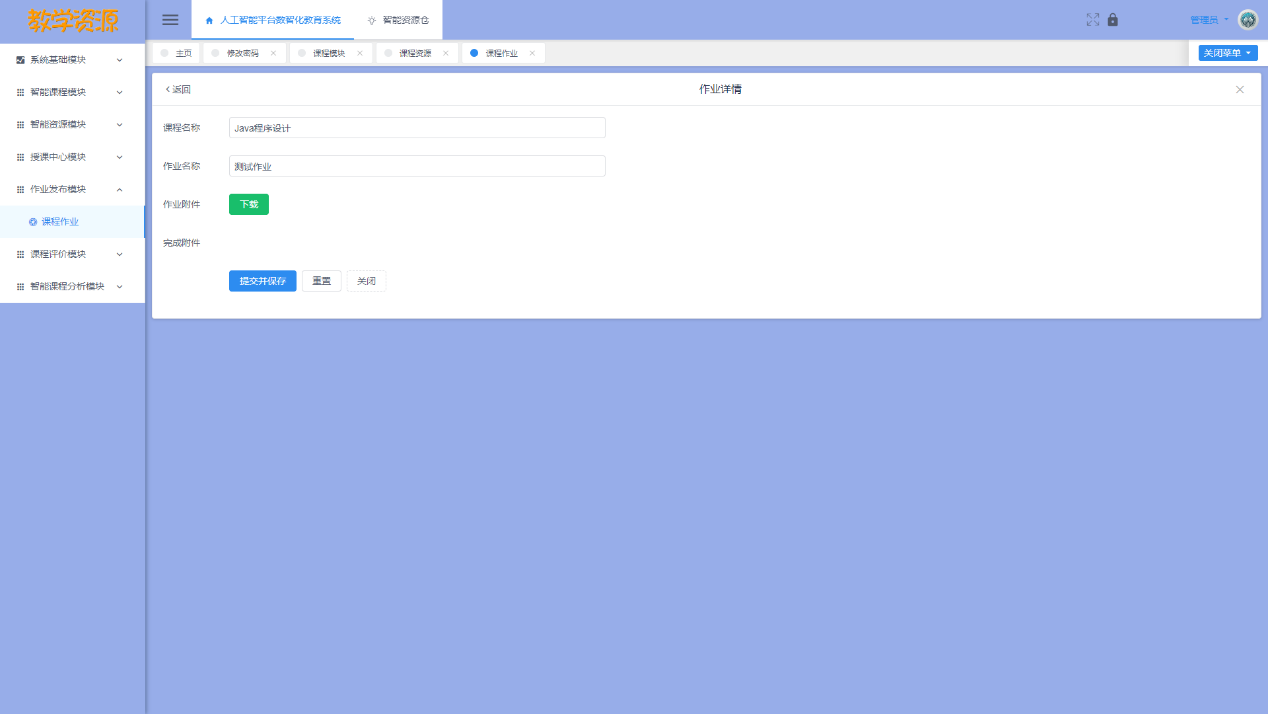 教学资源
人工智能平台数智化教育系统
智能资源仓
管理员
主页
修改密码
课程模块
课程资源
课程作业
关闭菜单
系统基础模块
智能课程模块
智能资源模块
授课中心模块
作业发布模块
课程作业
课程评价模块
智能课程分析模块
返回
作业详情
课程名称
Java程序设计
作业名称
测试作业
作业附件
下载
完成附件
提交并保存
重置
关闭